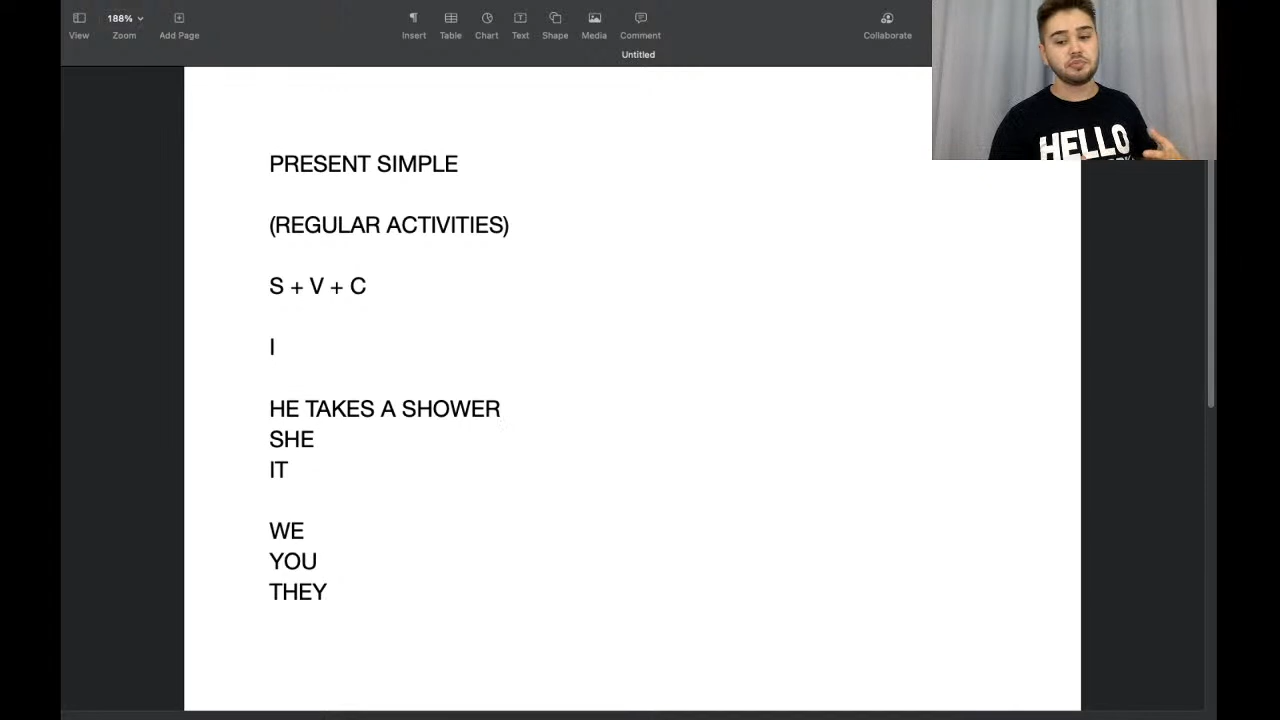 188%
View
Zoom
Add Page
Insert
Table
Chart
Text
Shape
Media
Comment
Collaborate
Untitled
HELLO
PRESENT SIMPLE
(REGULAR ACTIVITIES)
S + V + C
I
HE TAKES A SHOWER
SHE
IT
WE
YOU
THEY